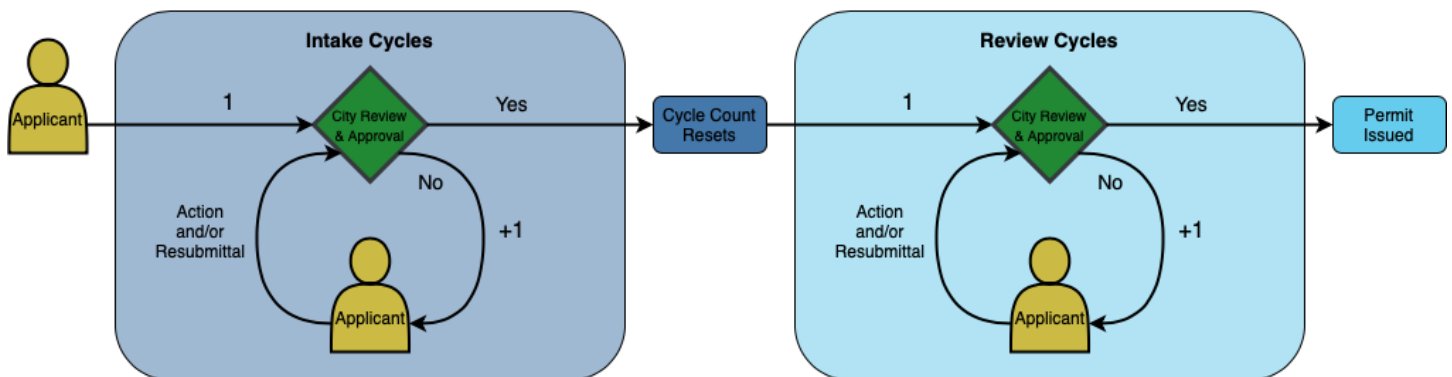 Intake Cycles
Applicant
1
City Review
& Approval
Yes
No
+1
Action
and/or
Resubmittal
Applicant
Cycle Count
Resets
Review Cycles
1
City Review
& Approval
Yes
No
+1
Action
and/or
Resubmittal
Applicant
Permit
Issued